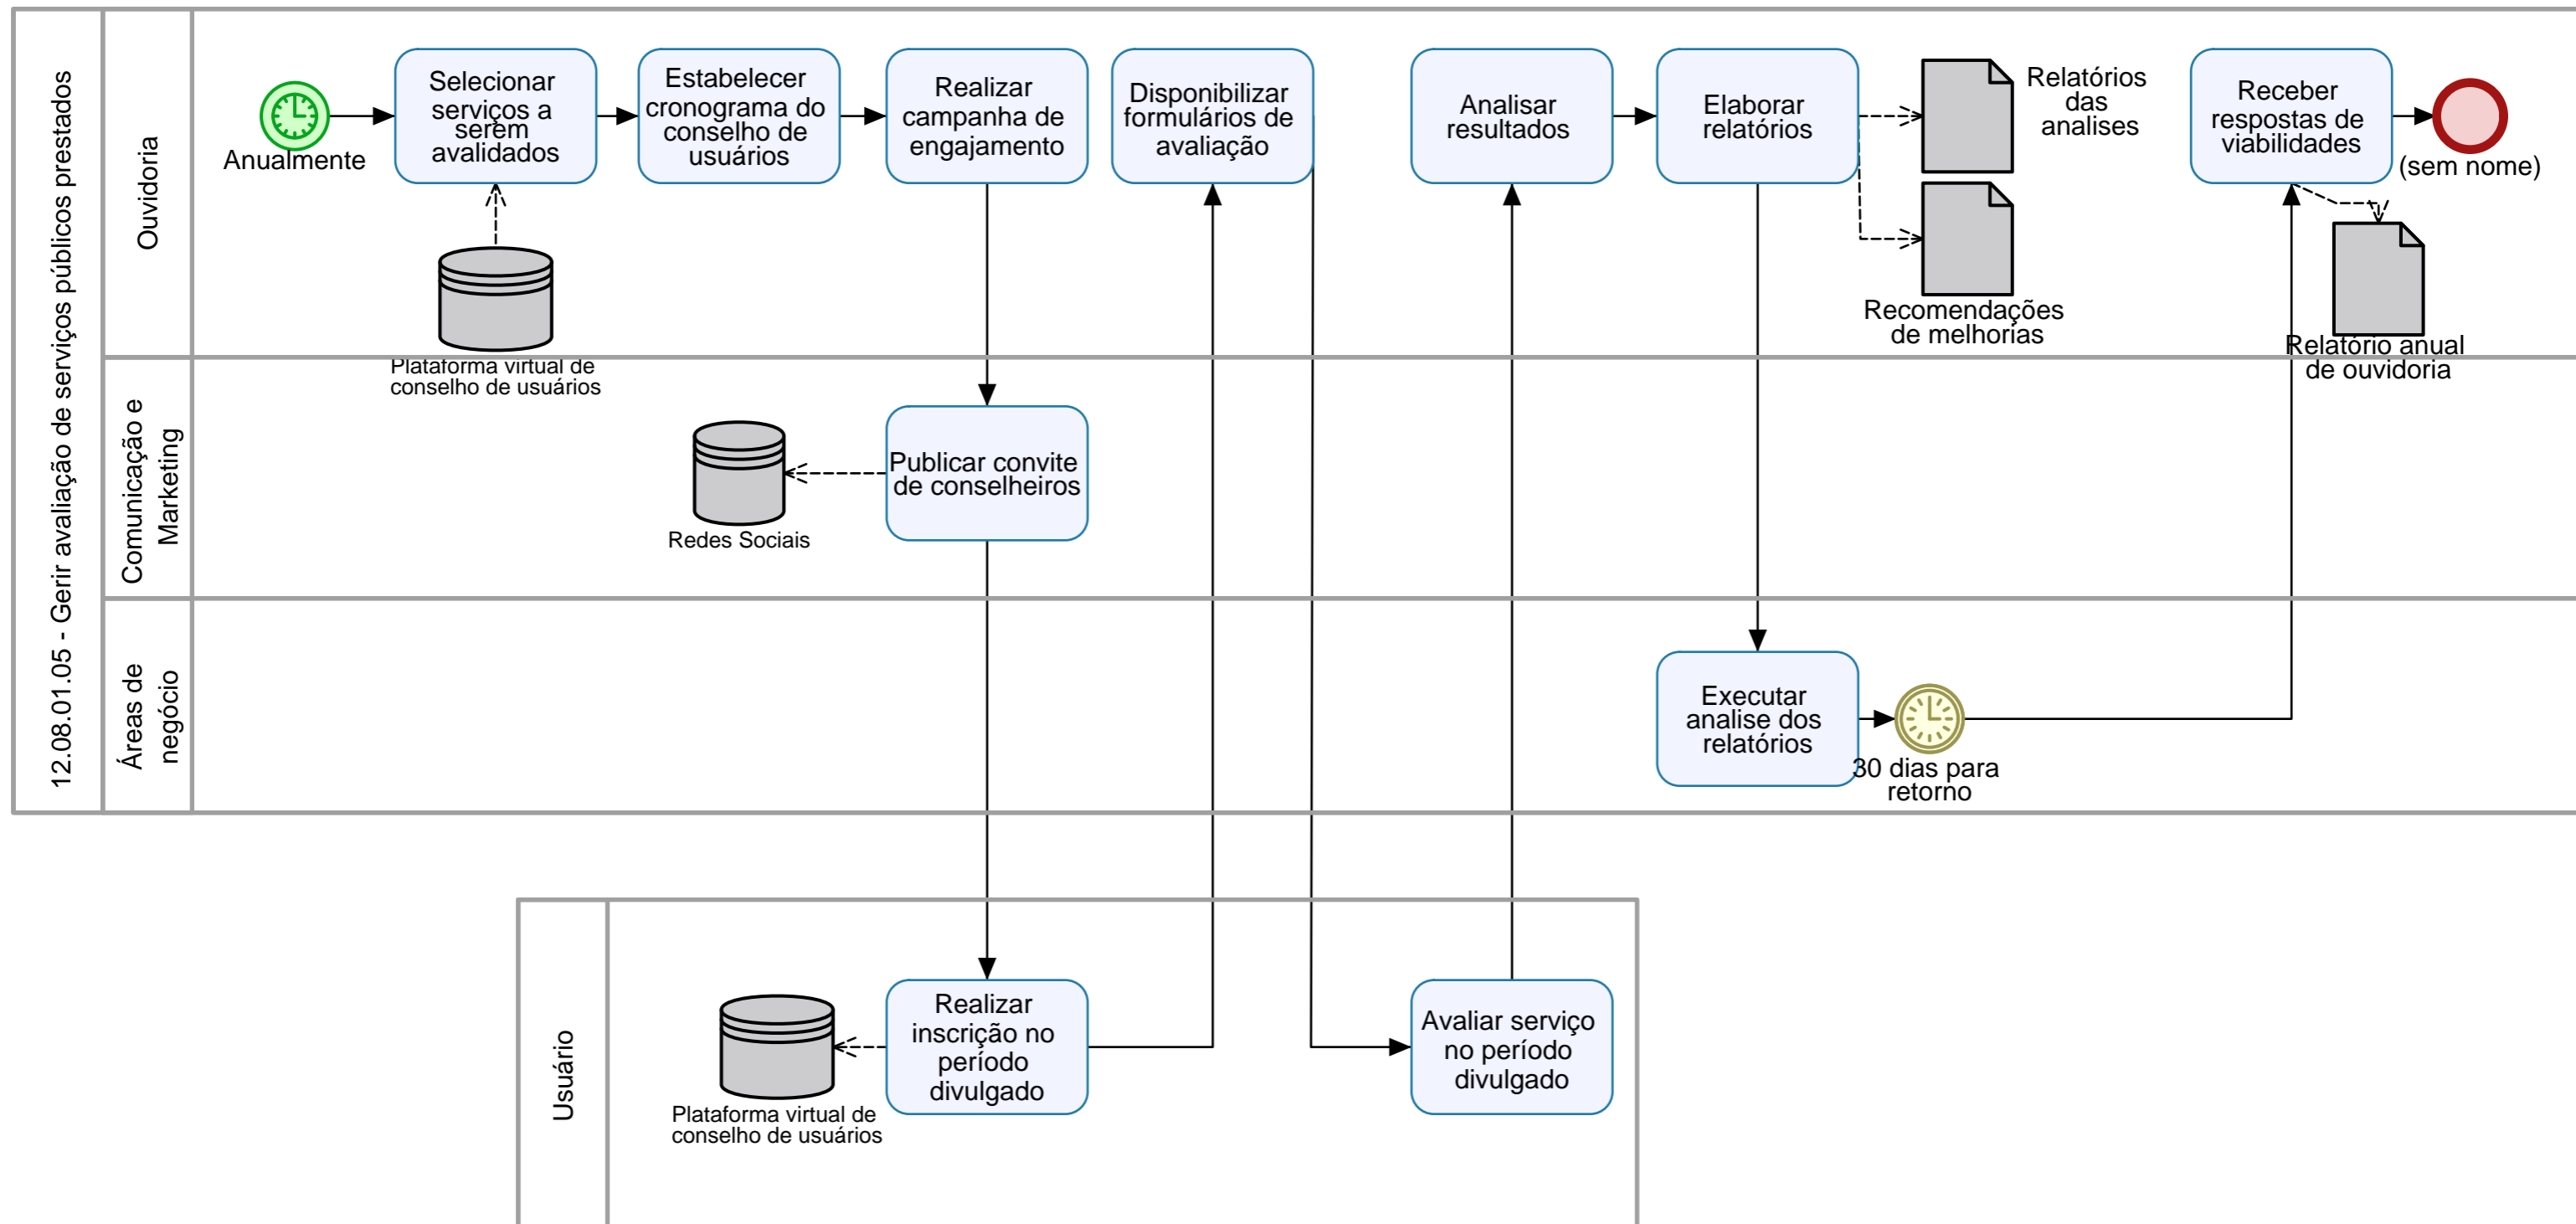 12.08.01.05 - Gerir avaliação de serviços públicos prestados
Ouvidoria
Anualmente
Selecionar
serviços a
serem
avalidados
Estabelecer
cronograma do
conselho de
usuários
Realizar
campanha de
engajamento
Disponibilizar
formulários de
avaliação
Analisar
resultados
Elaborar
relatórios
Relatórios
das
analises
Recomendações
de melhorias
Receber
respostas de
viabilidades
(sem nome)
Relatório anual
de ouvidoria
Plataforma virtual de
conselho de usuários
Comunicação e
Marketing
Redes Sociais
Publicar convite
de conselheiros
Áreas de
negócio
Executar
analise dos
relatórios
30 dias para
retorno
Usuário
Plataforma virtual de
conselho de usuários
Realizar
inscrição no
período
divulgado
Avaliar serviço
no período
divulgado